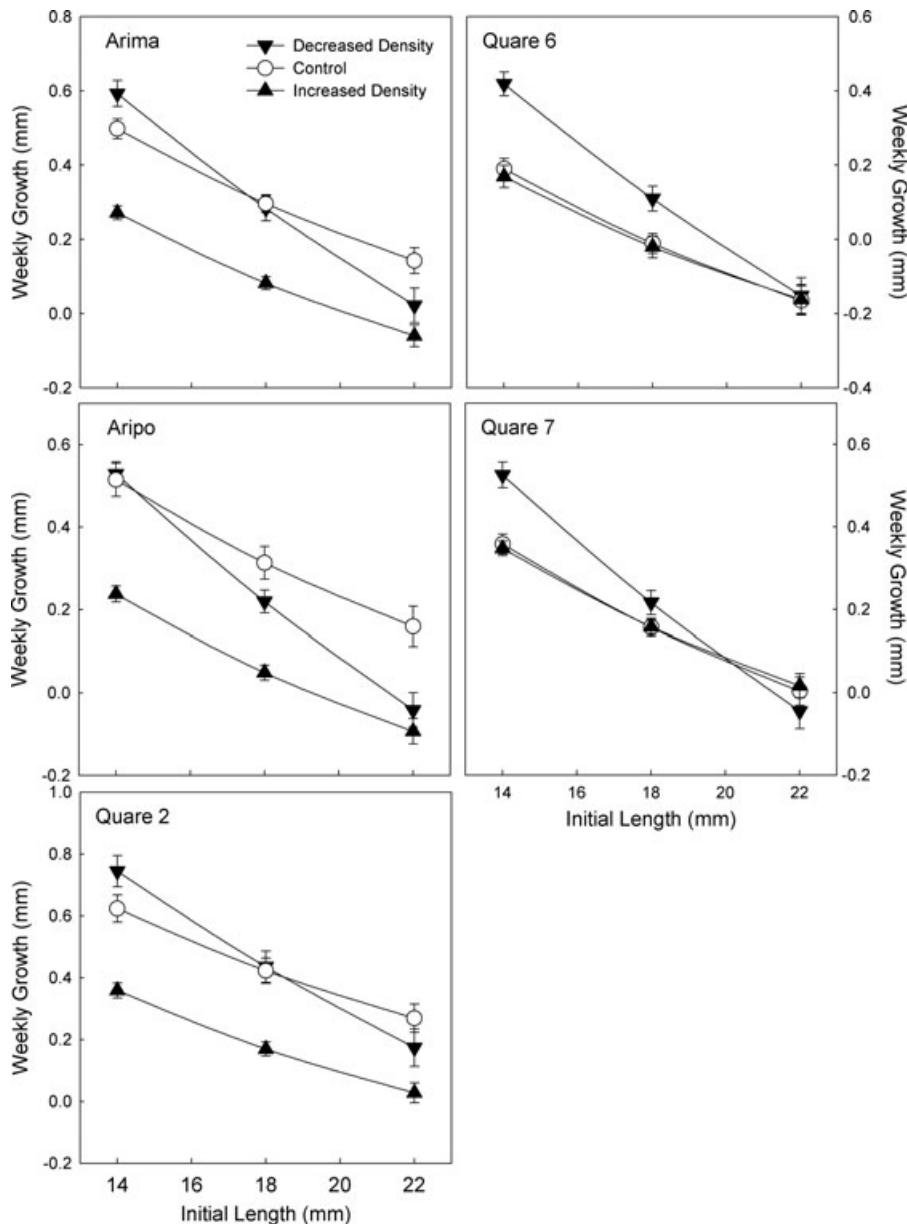 Arima
Decreased Density
Control
Increased Density
Weekly Growth (mm)
0.8
0.6
0.4
0.2
0.0
-0.2
Quare 6
0.6
0.4
0.2
0.0
-0.2
-0.4
Weekly Growth (mm)
Aripo
Weekly Growth (mm)
0.6
0.4
0.2
0.0
-0.2
Quare 7
0.6
0.4
0.2
0.0
-0.2
Weekly Growth (mm)
14 16 18 20 22
Initial Length (mm)
Quare 2
Weekly Growth (mm)
1.0
0.8
0.6
0.4
0.2
0.0
-0.2
14 16 18 20 22
Initial Length (mm)